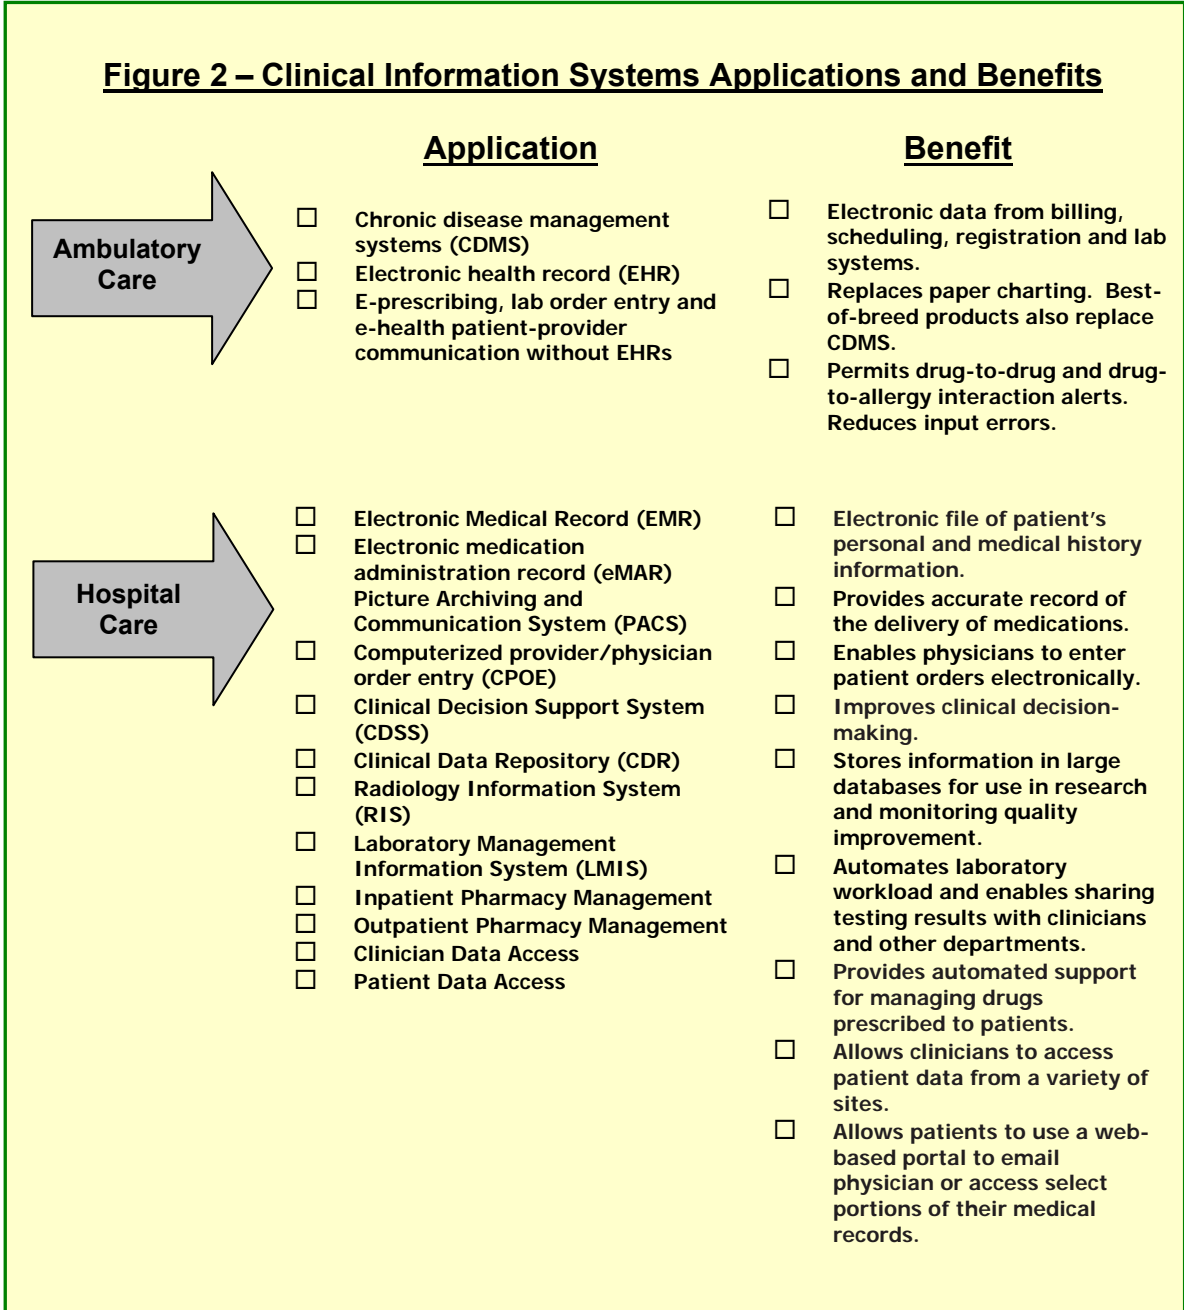 Figure 2 – Clinical Information Systems Applications and Benefits
Application
Benefit
Ambulatory
Care
☐ Chronic disease management
systems (CDMS)
☐ Electronic health record (EHR)
☐ E-prescribing, lab order entry and
e-health patient-provider
communication without EHRs
☐ Electronic data from billing,
scheduling, registration and lab
systems.
☐ Replaces paper charting. Best-
of-breed products also replace
CDMS.
☐ Permits drug-to-drug and drug-
to-allergy interaction alerts.
Reduces input errors.
Hospital
Care
☐ Electronic Medical Record (EMR)
☐ Electronic medication
administration record (eMAR)
Picture Archiving and
Communication System (PACS)
☐ Computerized provider/physician
order entry (CPOE)
☐ Clinical Decision Support System
(CDSS)
☐ Clinical Data Repository (CDR)
☐ Radiology Information System
(RIS)
☐ Laboratory Management
Information System (LMIS)
☐ Inpatient Pharmacy Management
☐ Outpatient Pharmacy Management
☐ Clinician Data Access
☐ Patient Data Access
☐ Electronic file of patient’s
personal and medical history
information.
☐ Provides accurate record of
the delivery of medications.
☐ Enables physicians to enter
patient orders electronically.
☐ Improves clinical decision-
making.
☐ Stores information in large
databases for use in research
and monitoring quality
improvement.
☐ Automates laboratory
workload and enables sharing
testing results with clinicians
and other departments.
☐ Provides automated support
for managing drugs
prescribed to patients.
☐ Allows clinicians to access
patient data from a variety of
sites.
☐ Allows patients to use a web-
based portal to email
physician or access select
portions of their medical
records.